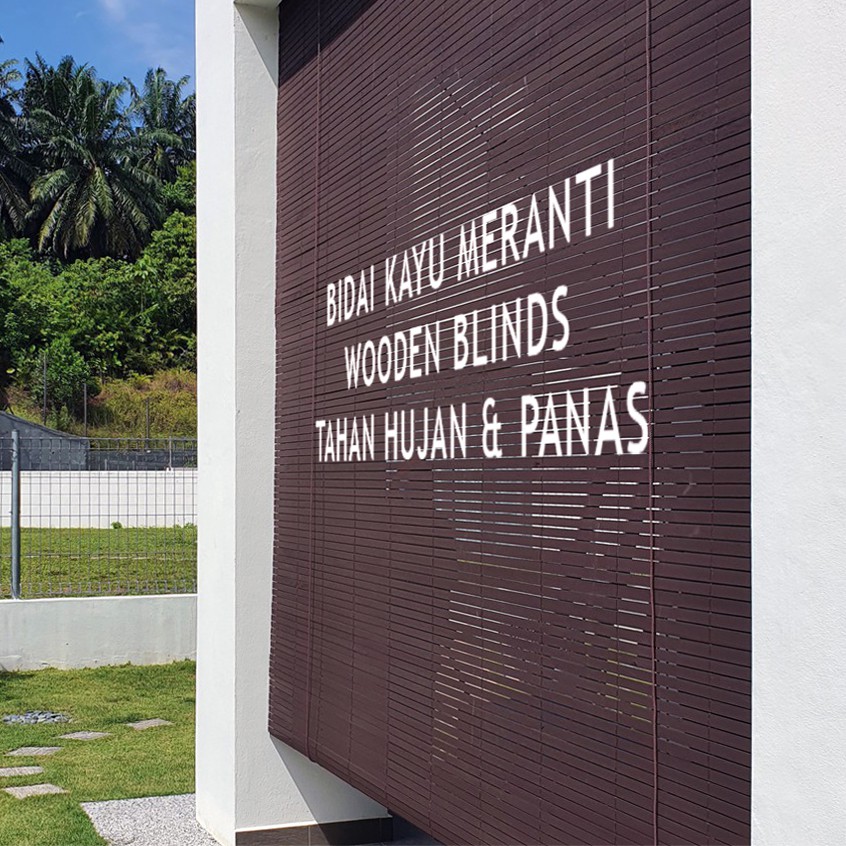 BIDAI KAYU MERANTI
WOODEN BLINDS
TAHAN HUJAN & PANAS